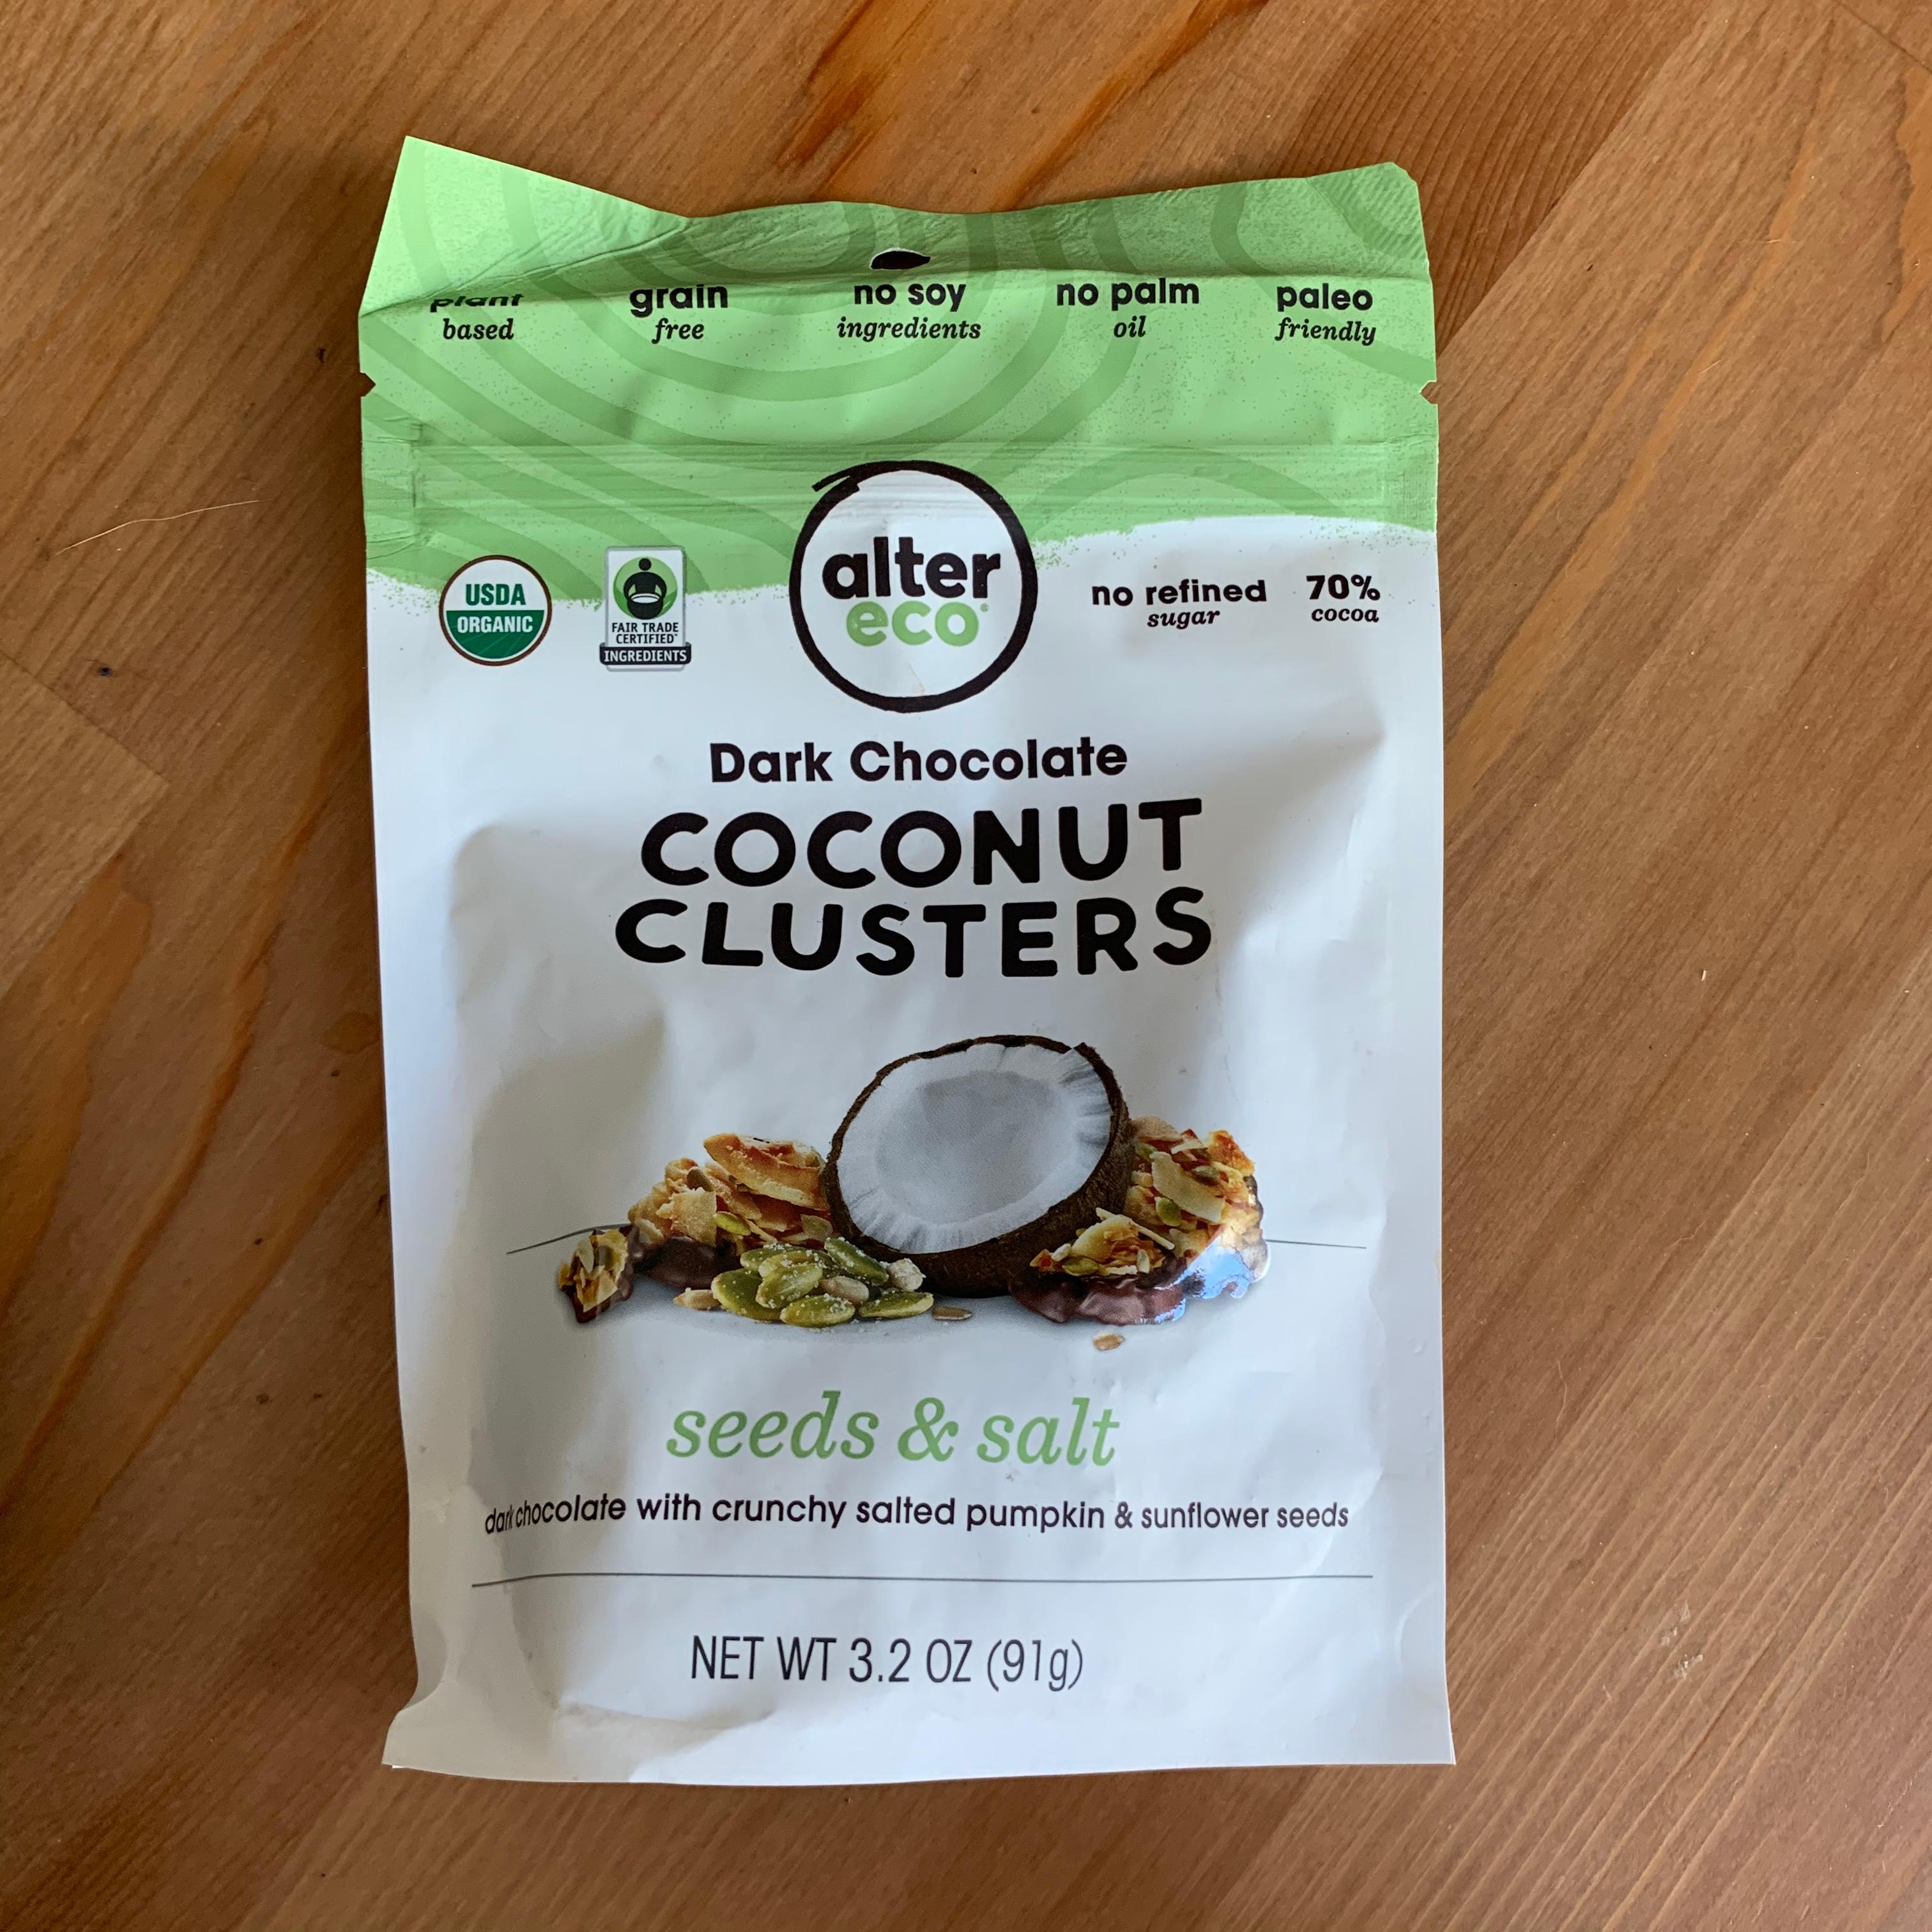 plant
based
grain
free
no soy
ingredients
no palm
oil
paleo
friendly
USDA
ORGANIC
FAIR TRADE
CERTIFIED™
INGREDIENTS
alter
eco®
no refined
sugar
70%
cocoa
Dark Chocolate
COCONUT
CLUSTERS
seeds & salt
dark chocolate with crunchy salted pumpkin & sunflower seeds
NET WT 3.2 OZ (91g)